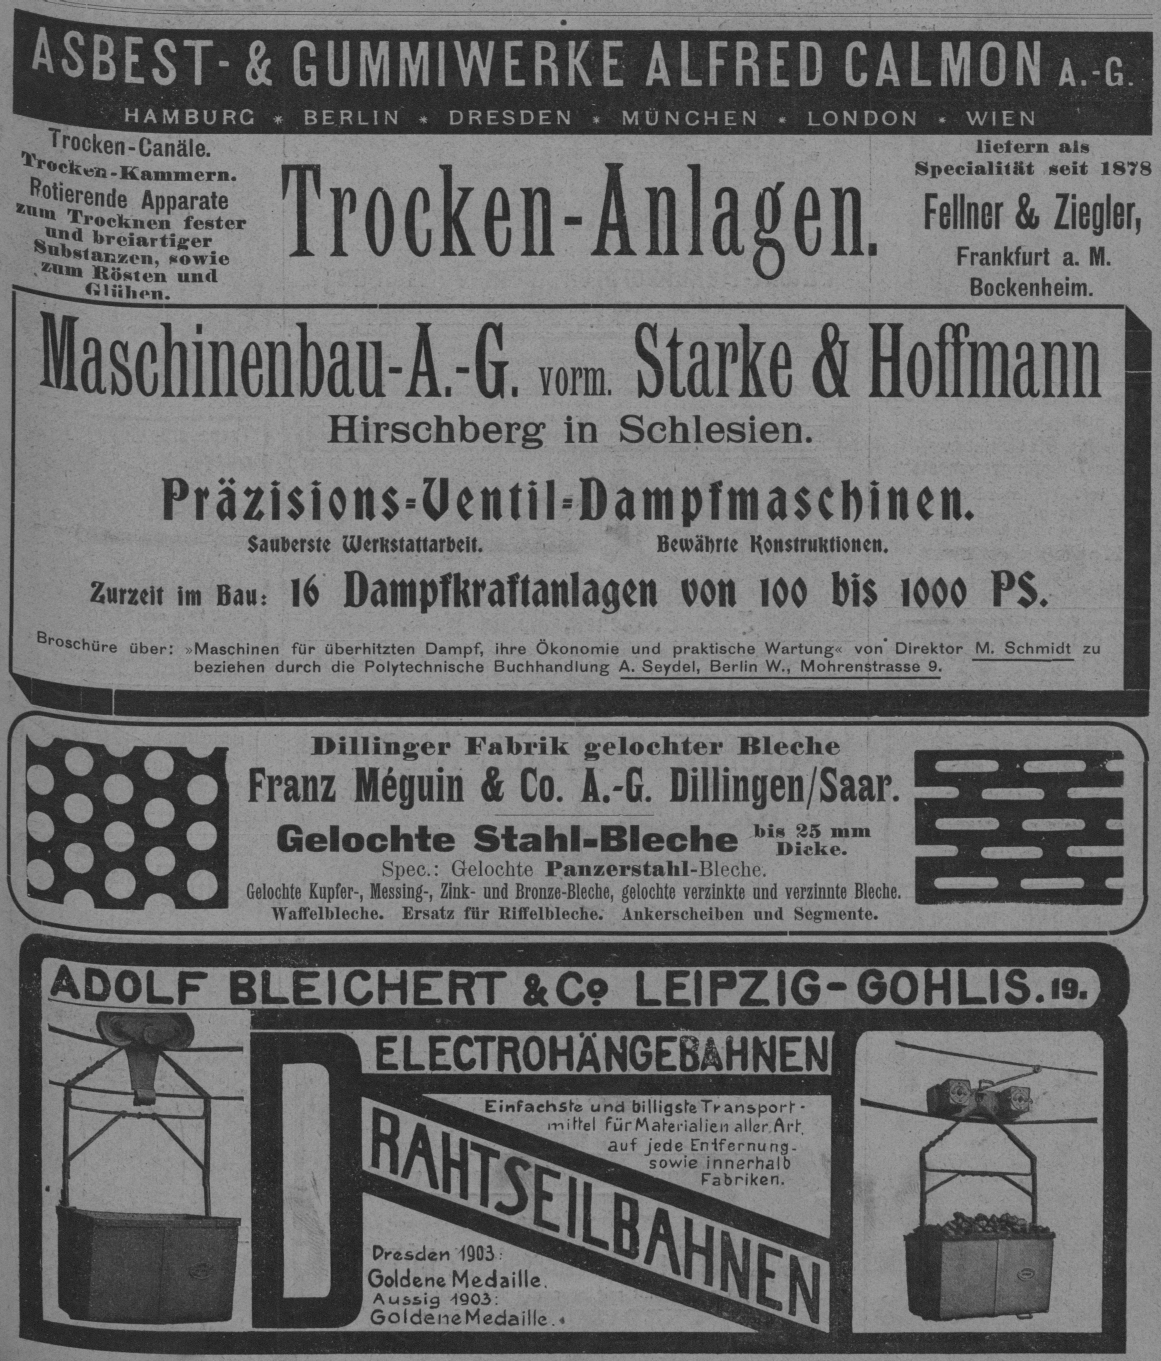 ASBEST- & GUMMIWERKE ALFRED CALMON A.-G.
HAMBURG * BERLIN * DRESDEN * MÜNCHEN * LONDON * WIEN
Trocken-Canäle.
Trocken-Kammern.
Rotierende Apparate
zum Trocknen fester
und breiartiger
Substanzen, sowie
zum Rösten und
Glühen.
Trocken-Anlagen.
liefern als
Specialität seit 1878
Fellner & Ziegler,
Frankfurt a. M.
Bockenheim.
Maschinenbau-A.-G. vorm. Starke & Hoffmann
Hirschberg in Schlesien.
Präzisions-Ventil-Dampfmaschinen.
Sauberste Werkstattarbeit. Bewährte Konstruktionen.
Zurzeit im Bau: 16 Dampfkraftanlagen von 100 bis 1000 PS.
Broschüre über: »Maschinen für überhitzten Dampf, ihre Ökonomie und praktische Wartung« von Direktor M. Schmidt zu
beziehen durch die Polytechnische Buchhandlung A. Seydel, Berlin W., Mohrenstrasse 9.
Dillinger Fabrik gelochter Bleche
Franz Méguin & Co. A.-G. Dillingen/Saar.
Gelochte Stahl-Bleche bis 25 mm
Dicke.
Spec.: Gelochte Panzerstahl-Bleche.
Gelochte Kupfer-, Messing-, Zink- und Bronze-Bleche, gelochte verzinkte und verzinnte Bleche.
Waffelbleche. Ersatz für Riffelbleche. Ankerscheiben und Segmente.
ADOLF BLEICHERT & Co LEIPZIG-GOHLIS. 19.
ELECTROHÄNGEBAHNEN
Einfachste und billigste Transport-
mittel für Materialien aller Art,
auf jede Entfernung-
sowie innerhalb
Fabriken.
DRAHTSEILBAHNEN
Dresden 1903:
Goldene Medaille.
Aussig 1903:
Goldene Medaille.